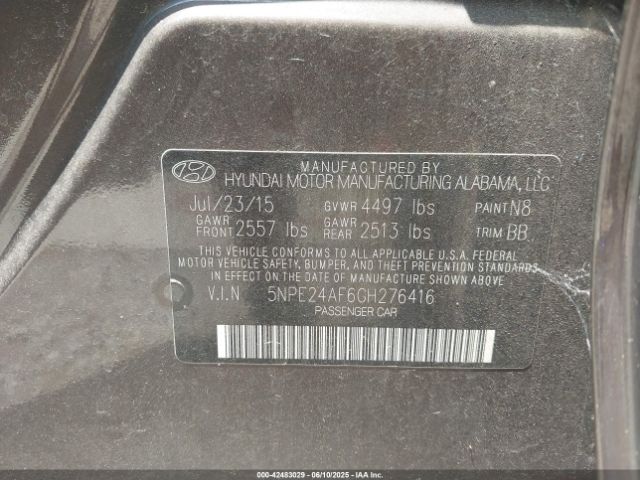 MANUFACTURED BY
HYUNDAI MOTOR MANUFACTURING ALABAMA, LLC
Jul/23/15 GVWR 4497 lbs PAINT N8
GAWR FRONT 2557 lbs GAWR REAR 2513 lbs TRIM BB
THIS VEHICLE CONFORMS TO ALL APPLICABLE U.S.A. FEDERAL
MOTOR VEHICLE SAFETY, BUMPER, AND THEFT PREVENTION STANDARDS
IN EFFECT ON THE DATE OF MANUFACTURE SHOWN ABOVE.
V.I.N 5NPE24AF6GH276416
PASSENGER CAR
000-42483029 - 06/10/2025 - IAAI.COM